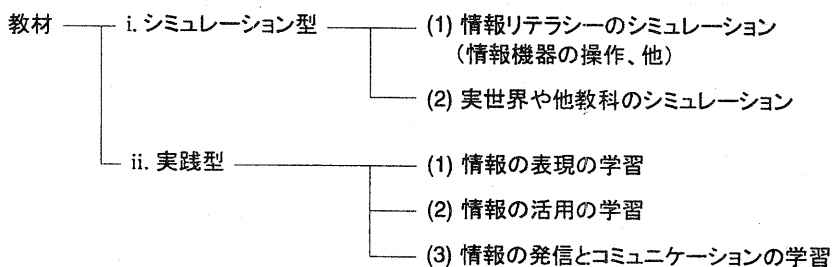 教材
i. シミュレーション型
(1) 情報リテラシーのシミュレーション
（情報機器の操作、他）
(2) 実世界や他教科のシミュレーション
ii. 実践型
(1) 情報の表現の学習
(2) 情報の活用の学習
(3) 情報の発信とコミュニケーションの学習